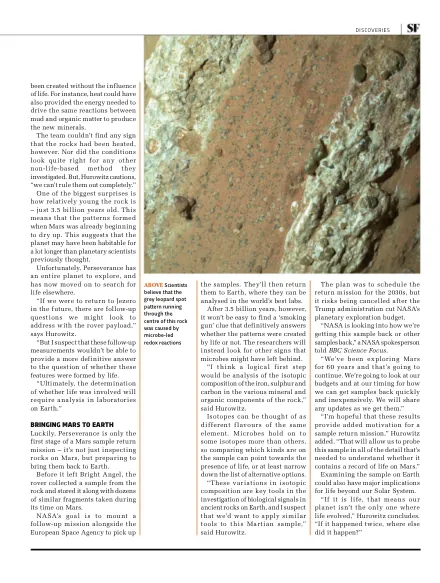 DISCOVERIES
SF
been created without the influence
of life. For instance, heat could have
also provided the energy needed to
drive the same reactions between
mud and organic matter to produce
the new minerals.
The team couldn't find any sign
that the rocks had been heated,
however. Nor did the conditions
look quite right for any other
non-life-based method they
investigated. But, Hurowitz cautions,
"we can't rule them out completely."
One of the biggest surprises is
how relatively young the rock is
– just 3.5 billion years old. This
means that the patterns formed
when Mars was already beginning
to dry up. This suggests that the
planet may have been habitable for
a lot longer than planetary scientists
previously thought.
Unfortunately, Perseverance has
an entire planet to explore, and
has now moved on to search for
life elsewhere.
"If we were to return to Jezero
in the future, there are follow-up
questions we might look to
address with the rover payload,"
says Hurowitz.
"But I suspect that these follow-up
measurements wouldn't be able to
provide a more definitive answer
to the question of whether these
features were formed by life.
"Ultimately, the determination
of whether life was involved will
require analysis in laboratories
on Earth."
BRINGING MARS TO EARTH
Luckily, Perseverance is only the
first stage of a Mars sample return
mission – it's not just inspecting
rocks on Mars, but preparing to
bring them back to Earth.
Before it left Bright Angel, the
rover collected a sample from the
rock and stored it along with dozens
of similar fragments taken during
its time on Mars.
NASA's goal is to mount a
follow-up mission alongside the
European Space Agency to pick up
ABOVE Scientists
believe that the
grey leopard spot
pattern running
through the
centre of this rock
was caused by
microbe-led
redox reactions
the samples. They'll then return
them to Earth, where they can be
analysed in the world's best labs.
After 3.5 billion years, however,
it won't be easy to find a 'smoking
gun' clue that definitively answers
whether the patterns were created
by life or not. The researchers will
instead look for other signs that
microbes might have left behind.
"I think a logical first step
would be analysis of the isotopic
composition of the iron, sulphur and
carbon in the various mineral and
organic components of the rock,"
said Hurowitz.
Isotopes can be thought of as
different flavours of the same
element. Microbes hold on to
some isotopes more than others,
so comparing which kinds are on
the sample can point towards the
presence of life, or at least narrow
down the list of alternative options.
"These variations in isotopic
composition are key tools in the
investigation of biological signals in
ancient rocks on Earth, and I suspect
that we'd want to apply similar
tools to this Martian sample,"
said Hurowitz.
The plan was to schedule the
return mission for the 2030s, but
it risks being cancelled after the
Trump administration cut NASA's
planetary exploration budget.
"NASA is looking into how we're
getting this sample back or other
samples back," a NASA spokesperson
told BBC Science Focus.
"We've been exploring Mars
for 60 years and that's going to
continue. We're going to look at our
budgets and at our timing for how
we can get samples back quickly
and inexpensively. We will share
any updates as we get them."
"I'm hopeful that these results
provide added motivation for a
sample return mission," Hurowitz
added. "That will allow us to probe
this sample in all of the detail that's
needed to understand whether it
contains a record of life on Mars."
Examining the sample on Earth
could also have major implications
for life beyond our Solar System.
"If it is life, that means our
planet isn't the only one where
life evolved," Hurowitz concludes.
"If it happened twice, where else
did it happen?"